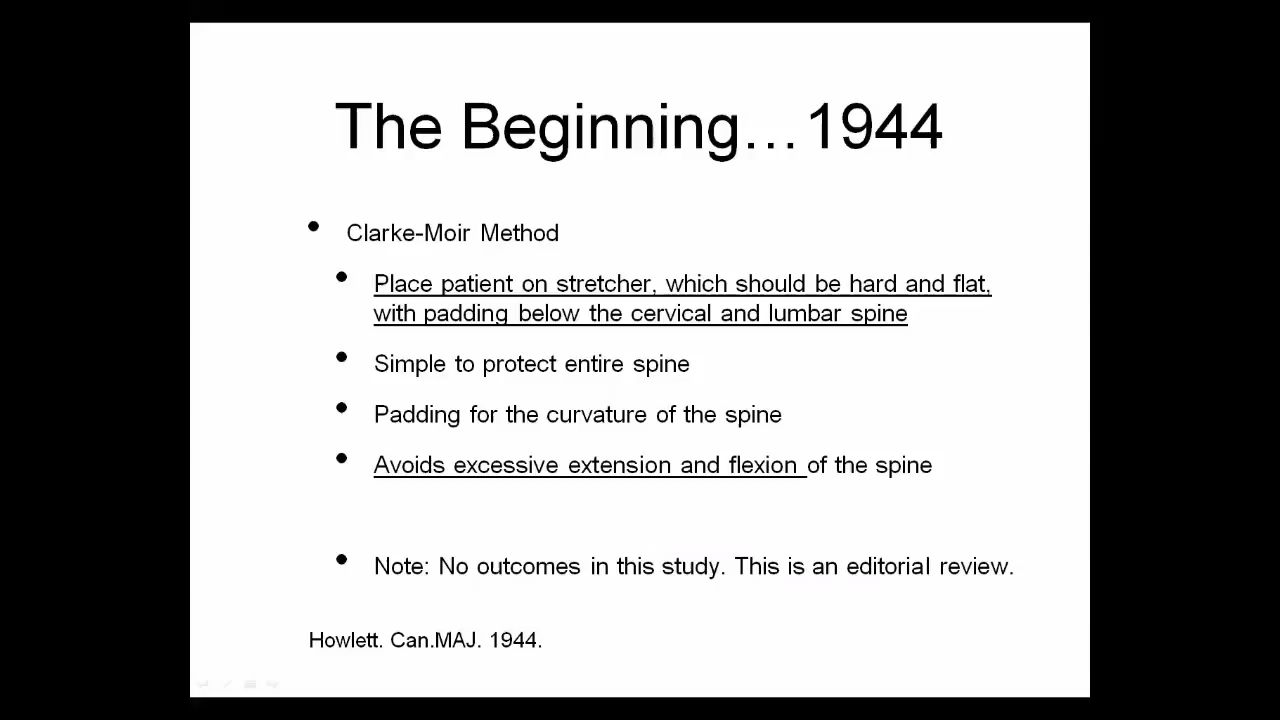 The Beginning…1944
• Clarke-Moir Method
• Place patient on stretcher, which should be hard and flat,
with padding below the cervical and lumbar spine
• Simple to protect entire spine
• Padding for the curvature of the spine
• Avoids excessive extension and flexion of the spine
• Note: No outcomes in this study. This is an editorial review.
Howlett. Can.MAJ. 1944.